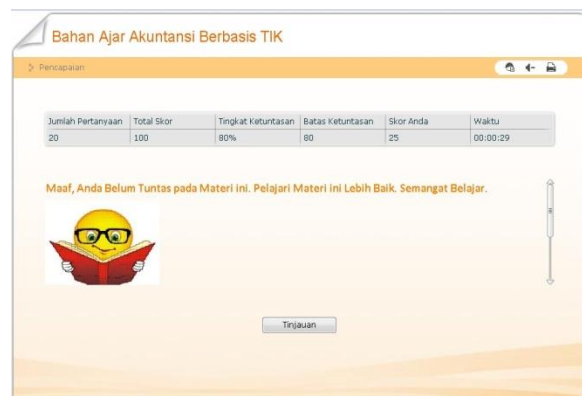 Bahan Ajar Akuntansi Berbasis TIK
Pencapaian
Jumlah Pertanyaan Total Skor Tingkat Ketuntasan Batas Ketuntasan Skor Anda Waktu
20 100 80% 80 25 00:00:29
Maaf, Anda Belum Tuntas pada Materi ini. Pelajari Materi ini Lebih Baik. Semangat Belajar.
Tinjauan